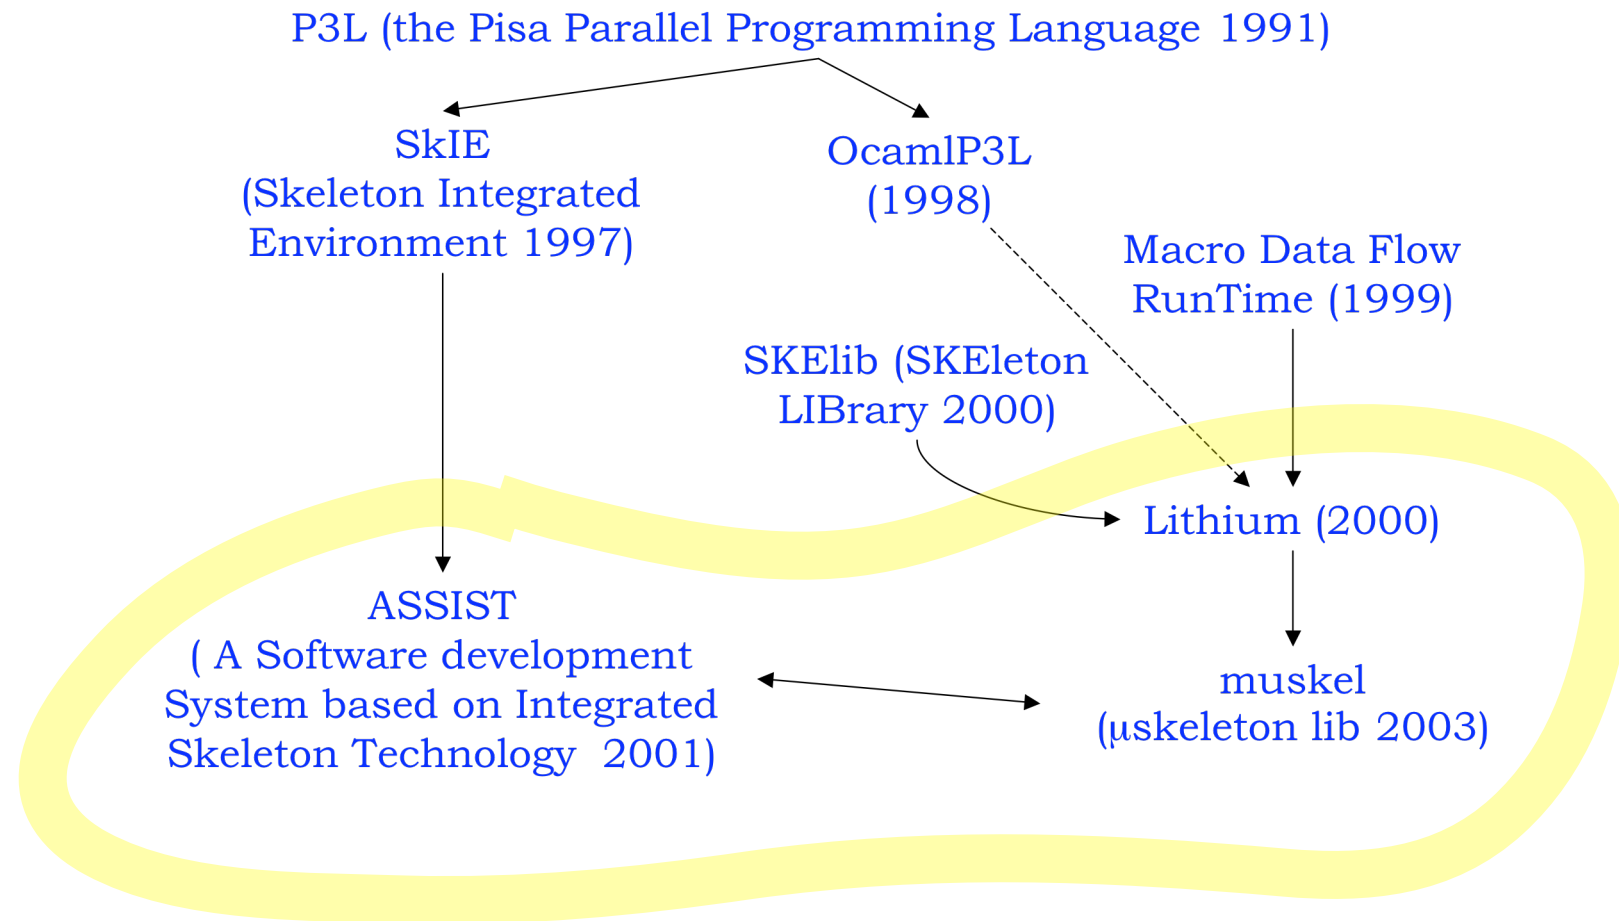 P3L (the Pisa Parallel Programming Language 1991)
SkIE
(Skeleton Integrated
Environment 1997)
OcamlP3L
(1998)
Macro Data Flow
RunTime (1999)
SKElib (SKEleton
LIBrary 2000)
Lithium (2000)
ASSIST
( A Software development
System based on Integrated
Skeleton Technology  2001)
muskel
(μskeleton lib 2003)